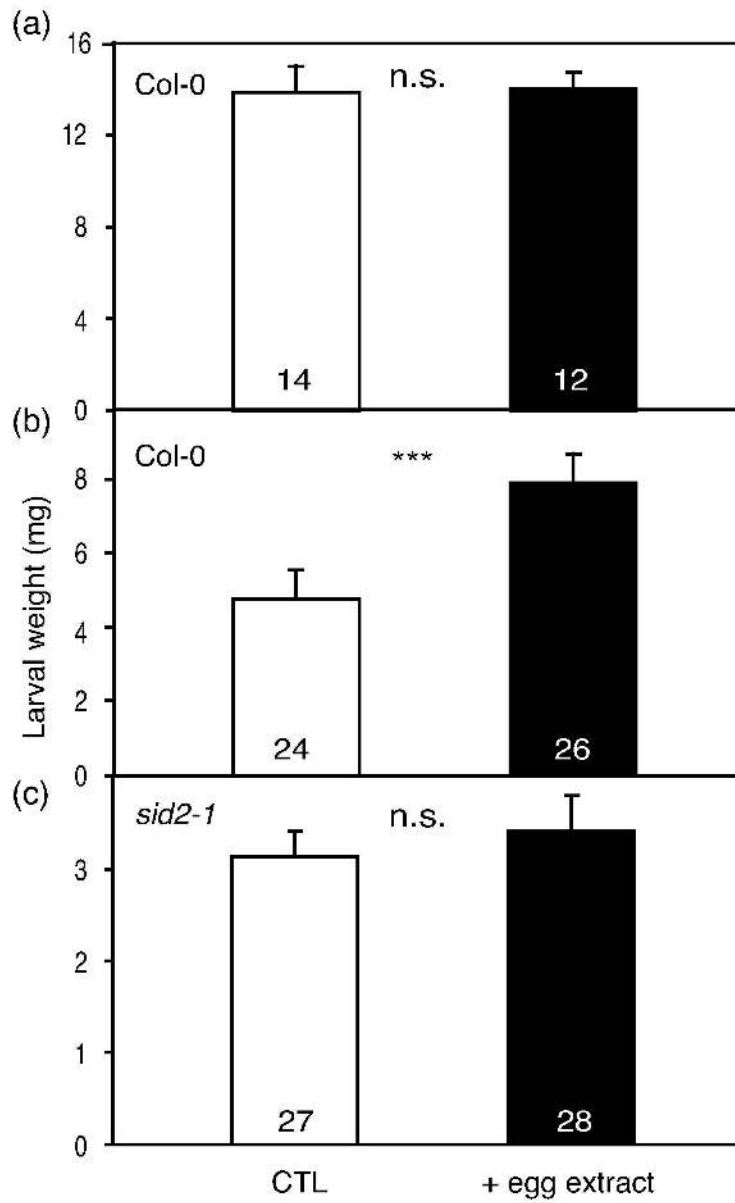 (a)
16
Col-0
n.s.
12
8
4
14
12
0
(b)
Col-0
***
8
6
4
2
24
26
0
Larval weight (mg)
(c)
sid2-1
n.s.
3
2
1
27
28
0
CTL
+ egg extract